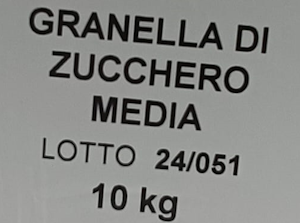 GRANELLA DI
ZUCCHERO
MEDIA
LOTTO 24/051
10 kg